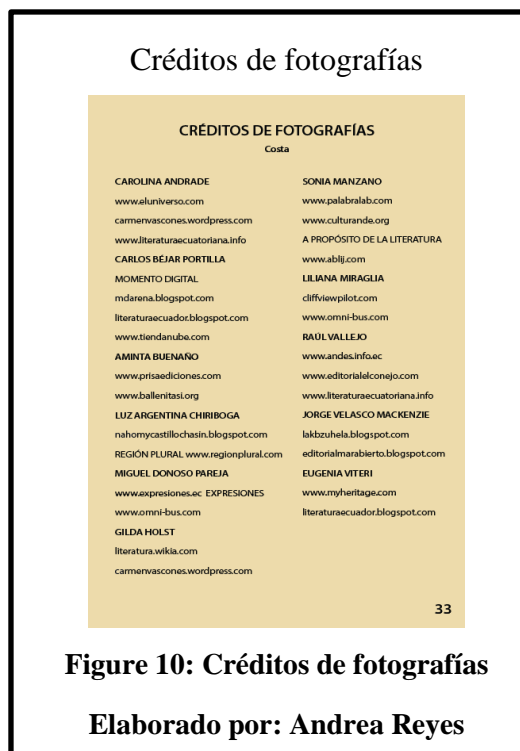 Créditos de fotografías
CRÉDITOS DE FOTOGRAFÍAS
Costa
CAROLINA ANDRADE
www.eluniverso.com
carmenvascones.wordpress.com
www.literaturaecuatoriana.info
CARLOS BÉJAR PORTILLA
MOMENTO DIGITAL
mdarena.blogspot.com
literaturaecuador.blogspot.com
www.tiendanube.com
AMINTA BUENAÑO
www.prisaediciones.com
www.ballenitasi.org
LUZ ARGENTINA CHIRIBOGA
nahomycastillochasin.blogspot.com
REGIÓN PLURAL www.regionplural.com
MIGUEL DONOSO PAREJA
www.expresiones.ec EXPRESIONES
www.omni-bus.com
GILDA HOLST
literatura.wikia.com
carmenvascones.wordpress.com
SONIA MANZANO
www.palabralab.com
www.culturande.org
A PROPÓSITO DE LA LITERATURA
www.ablij.com
LILIANA MIRAGLIA
cliffviewpilot.com
www.omni-bus.com
RAÚL VALLEJO
www.andes.info.ec
www.editorialelconejo.com
www.literaturaecuatoriana.info
JORGE VELASCO MACKENZIE
lakbzuhela.blogspot.com
editorialmarabierto.blogspot.com
EUGENIA VITERI
www.myheritage.com
literaturaecuador.blogspot.com
33
Figure 10: Créditos de fotografías
Elaborado por: Andrea Reyes